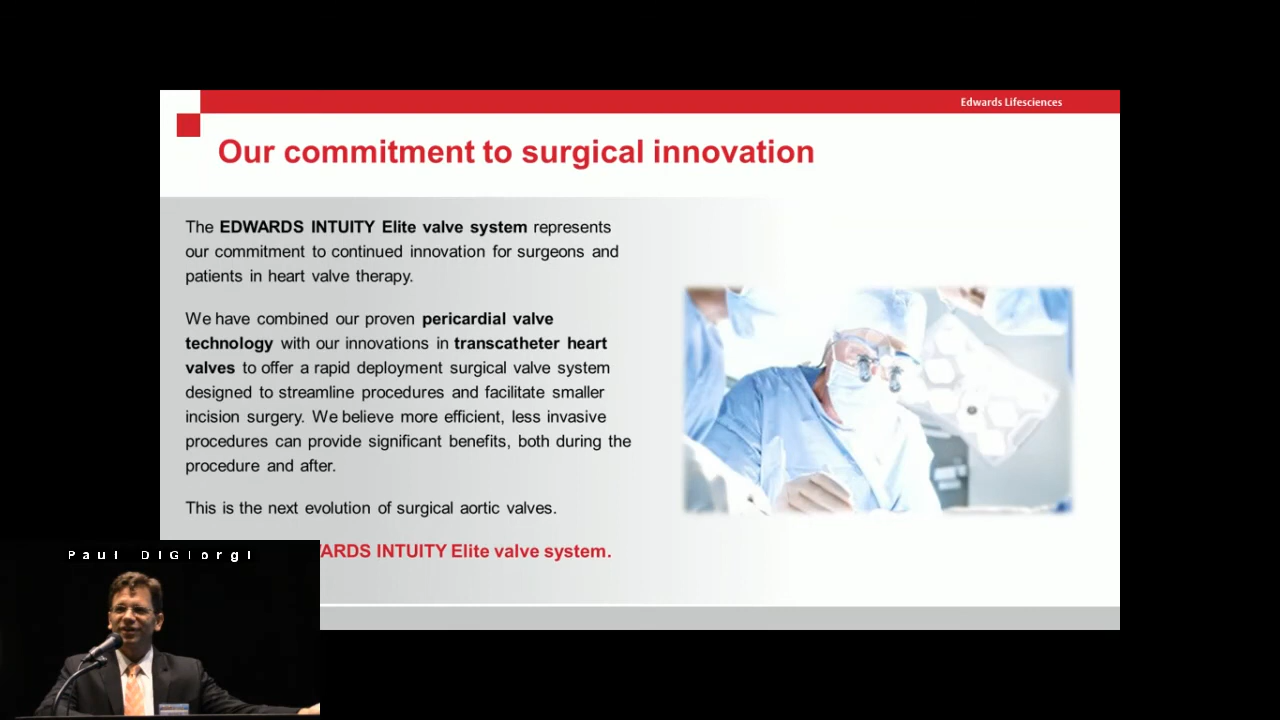 Edwards Lifesciences
Our commitment to surgical innovation
The EDWARDS INTUITY Elite valve system represents
our commitment to continued innovation for surgeons and
patients in heart valve therapy.
We have combined our proven pericardial valve
technology with our innovations in transcatheter heart
valves to offer a rapid deployment surgical valve system
designed to streamline procedures and facilitate smaller
incision surgery. We believe more efficient, less invasive
procedures can provide significant benefits, both during the
procedure and after.
This is the next evolution of surgical aortic valves.
WARDS INTUITY Elite valve system.
Paul DiGiorgi